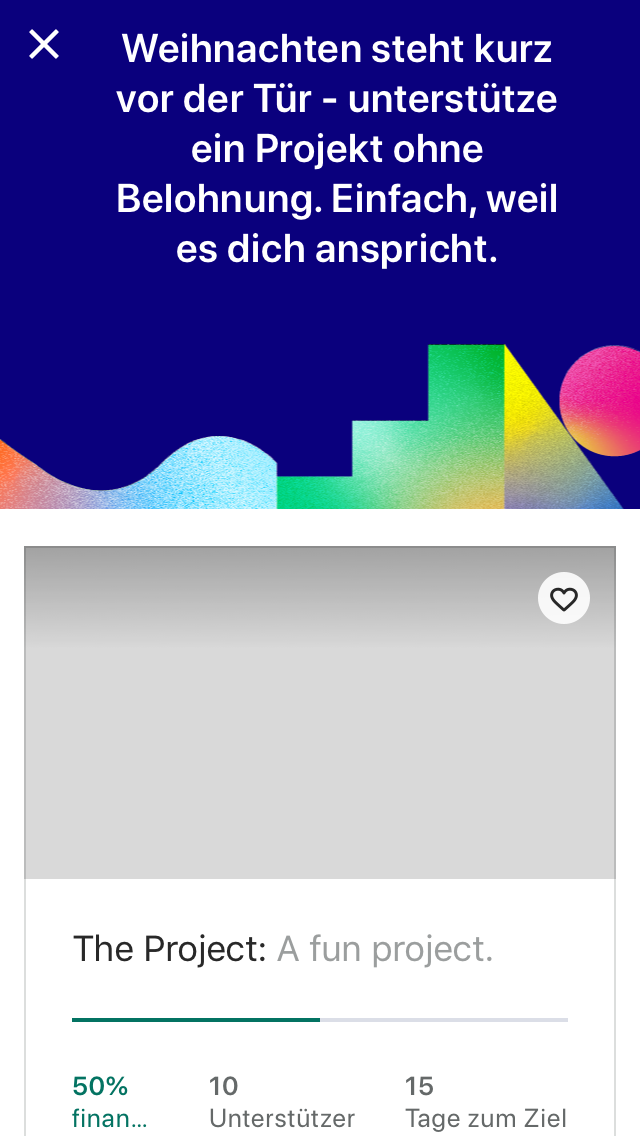 Weihnachten steht kurz
vor der Tür - unterstütze
ein Projekt ohne
Belohnung. Einfach, weil
es dich anspricht.
The Project: A fun project.
50% 10 15
finan... Unterstützer Tage zum Ziel